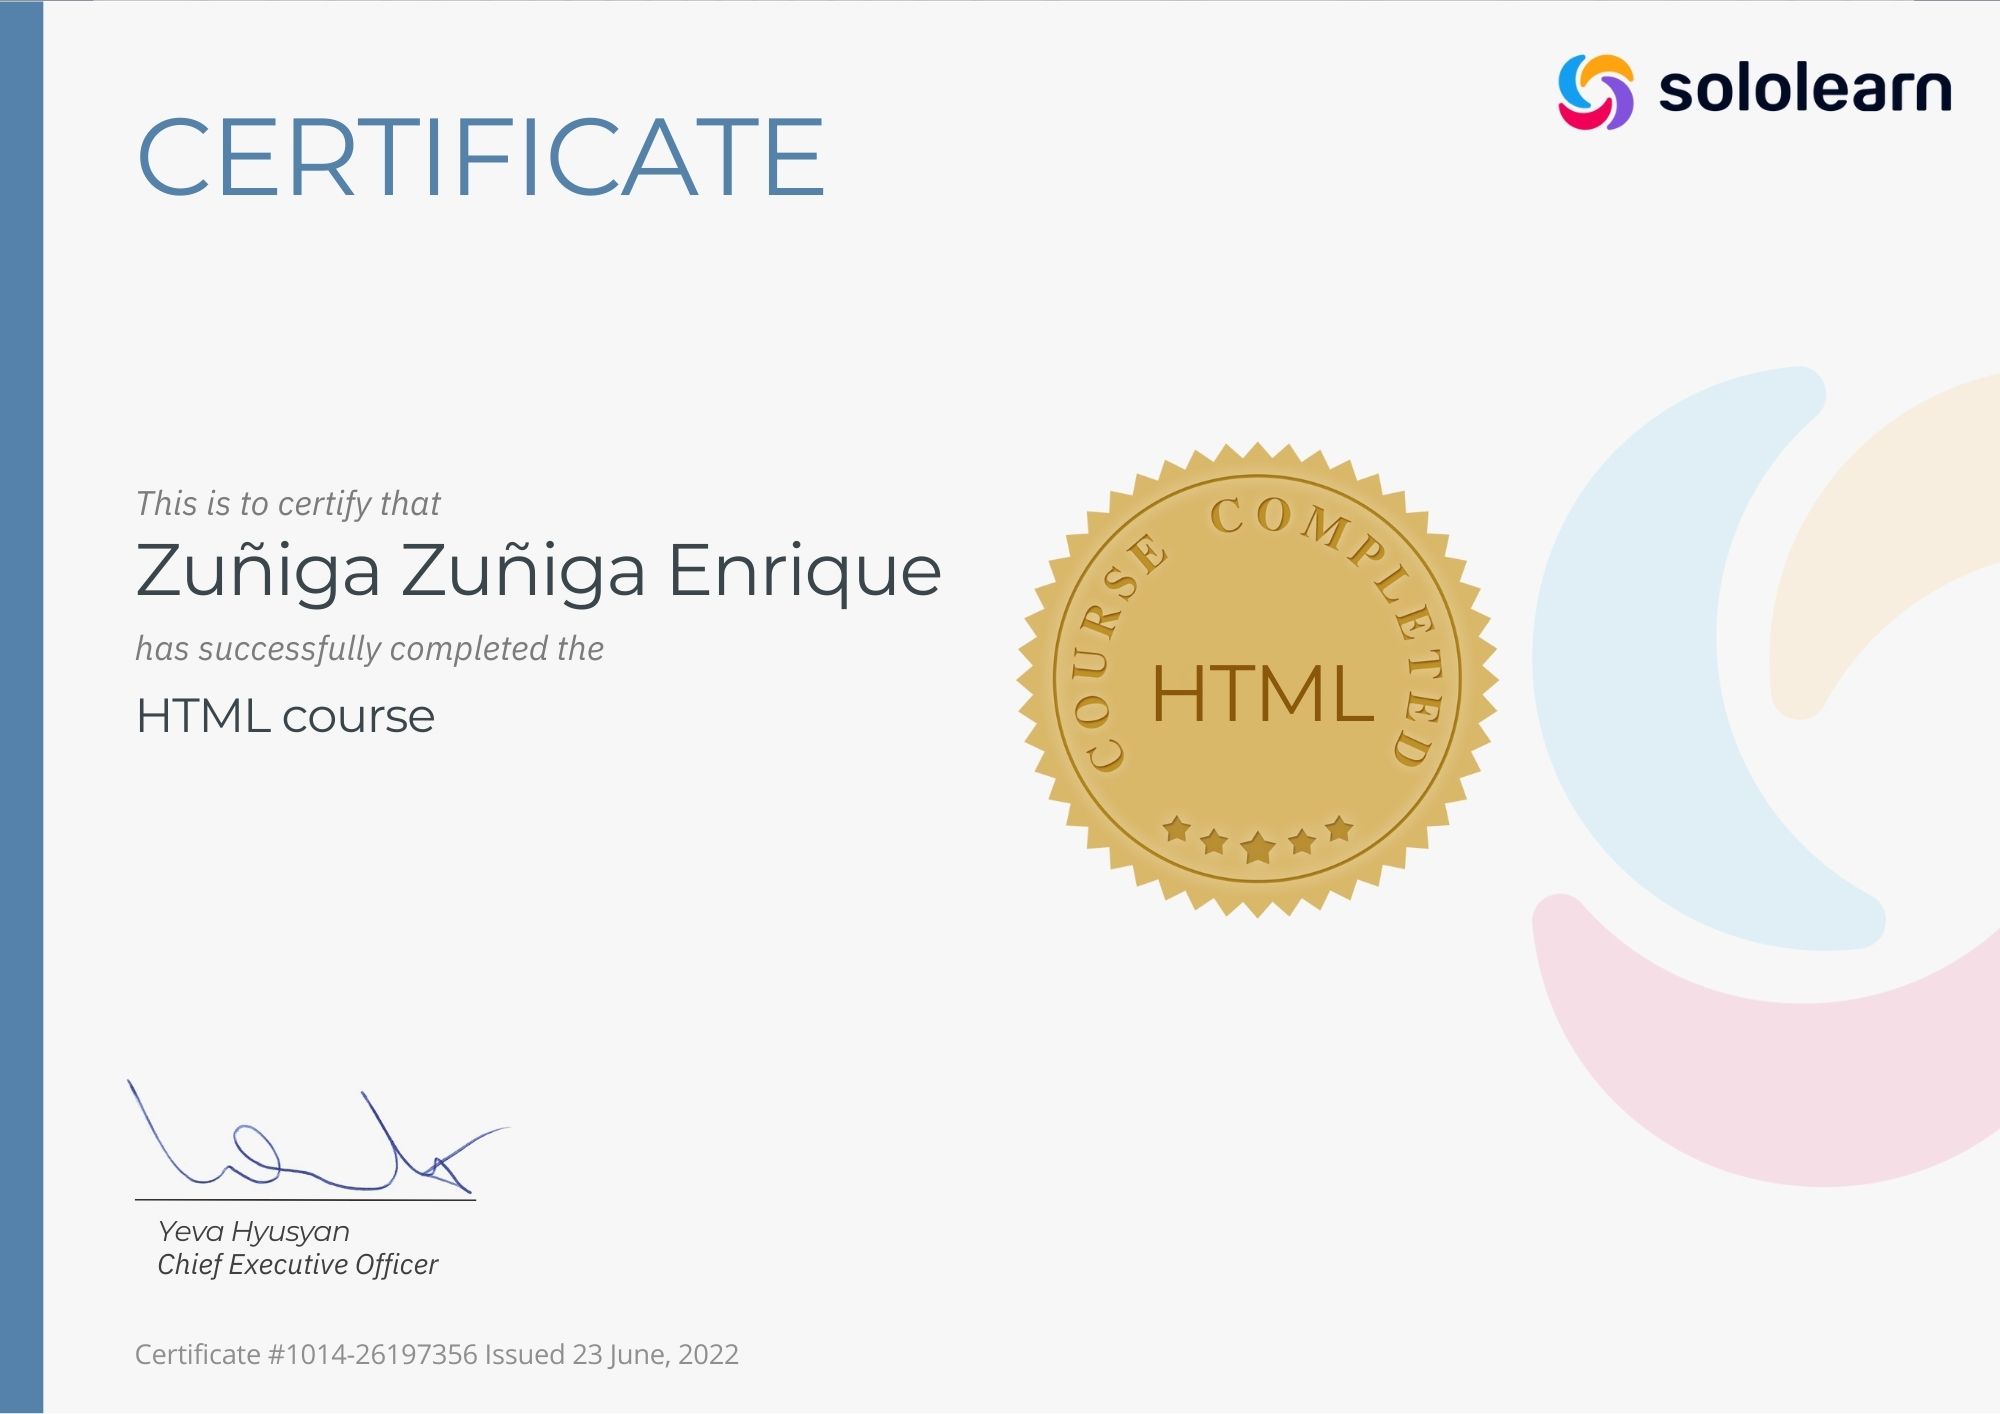 sololearn
CERTIFICATE
This is to certify that
Zuñiga Zuñiga Enrique
has successfully completed the
HTML course
COURSE COMPLETED
HTML
Yeva Hyusyan
Chief Executive Officer
Certificate #1014-26197356 Issued 23 June, 2022